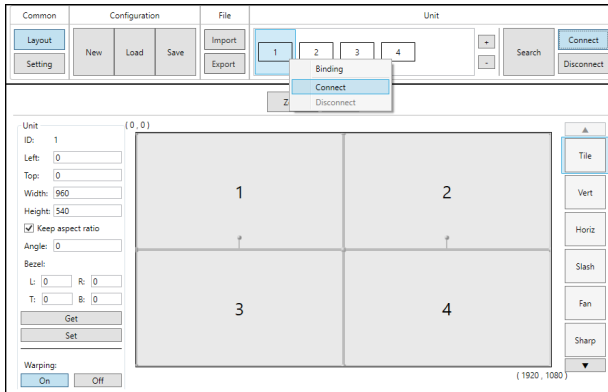 Common
Configuration
File
Unit
Layout
New
Load
Save
Import
1
2
3
4
+
Search
Connect
Setting
Export
-
Disconnect
Binding
Connect
Disconnect
Unit
ID: 1
Left: 0
Top: 0
Width: 960
Height: 540
Keep aspect ratio
Angle: 0
Bezel:
L: 0 R: 0
T: 0 B: 0
Get
Set
Warping:
On Off
( 0 , 0 )
1
2
3
4
( 1920 , 1080 )
Tile
Vert
Horiz
Slash
Fan
Sharp